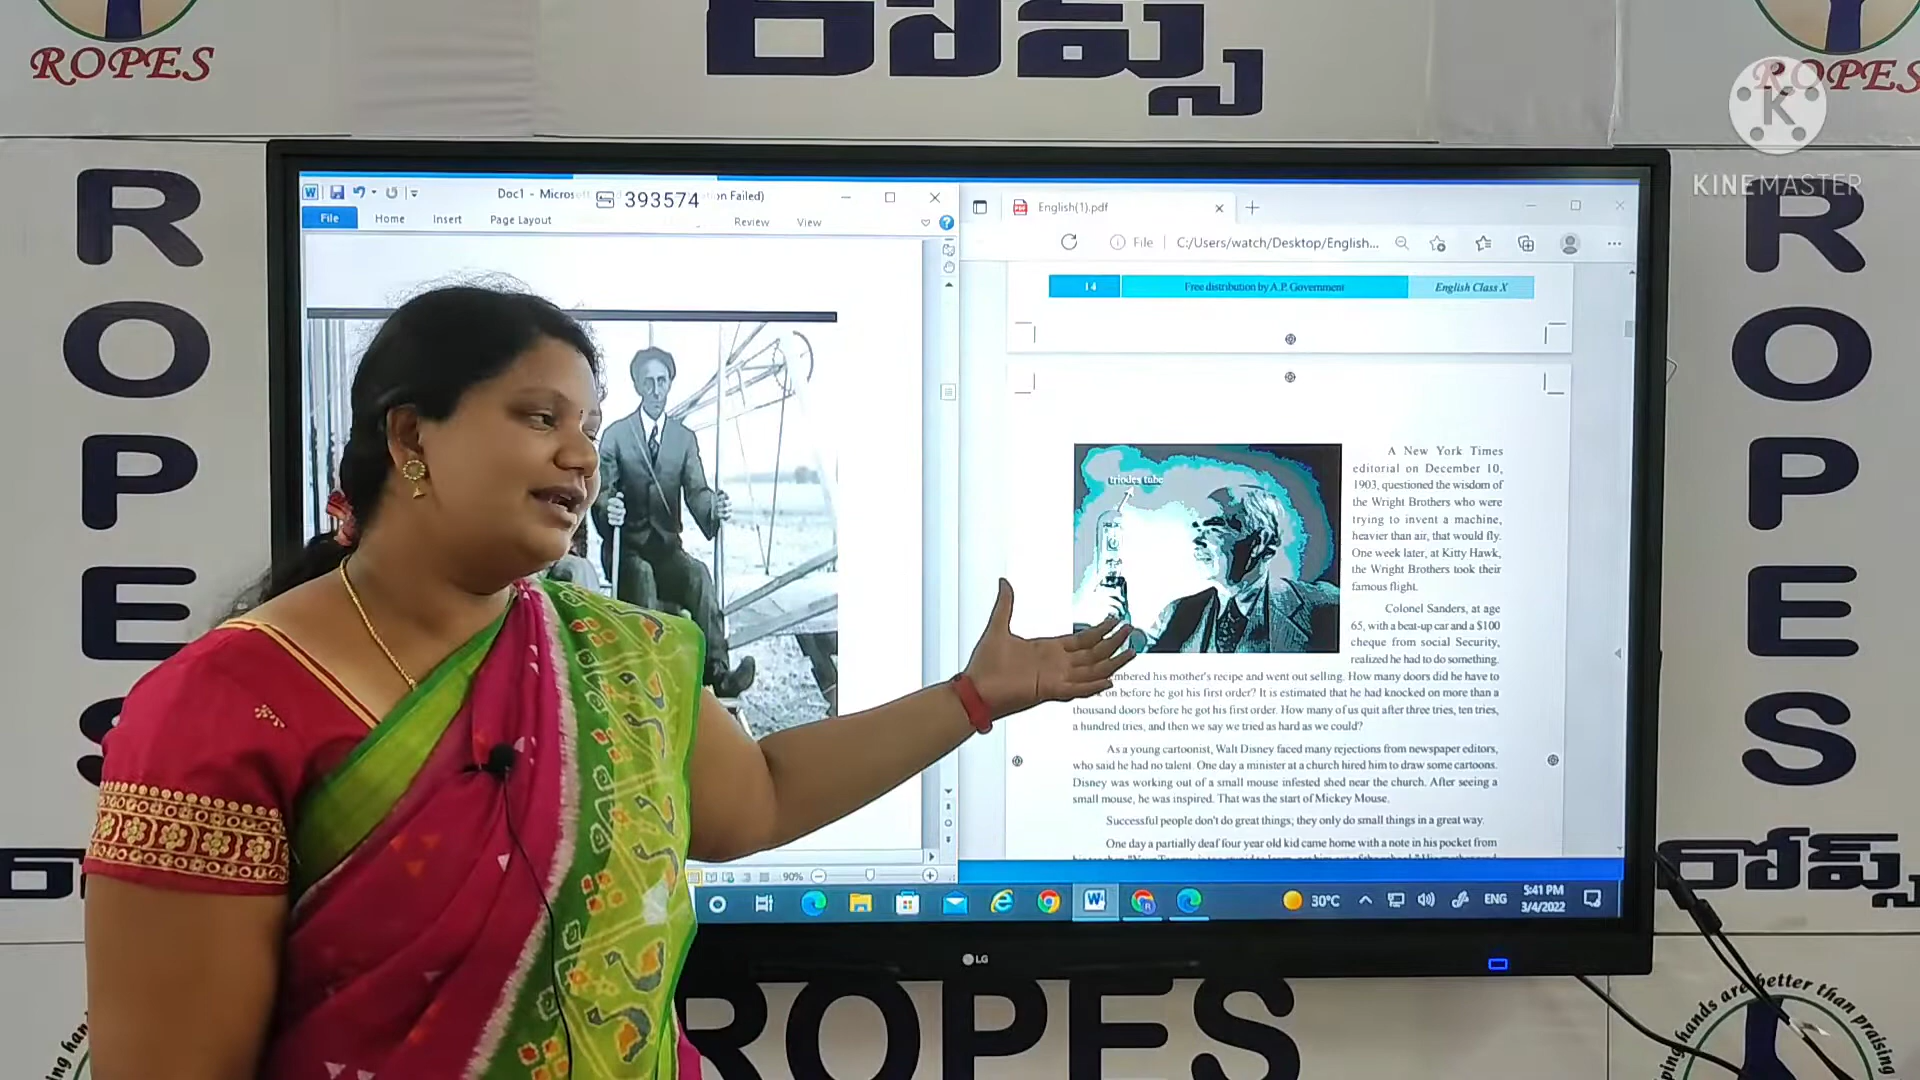 ROPES
రోప్స్
ROPES
KINEMASTER
ROPES
ROPES
Doc1 - Micros
393574
on Failed)
File Home Insert Page Layout Review View
English(1).pdf
File C:/Users/watch/Desktop/English...
14 Free distribution by A.P. Government English Class X
triodes tube
A New York Times
editorial on December 10,
1903, questioned the wisdom of
the Wright Brothers who were
trying to invent a machine,
heavier than air, that would fly.
One week later, at Kitty Hawk,
the Wright Brothers took their
famous flight.
Colonel Sanders, at age
65, with a beat-up car and a $100
cheque from social Security,
realized he had to do something.
mbered his mother's recipe and went out selling. How many doors did he have to
on before he got his first order? It is estimated that he had knocked on more than a
thousand doors before he got his first order. How many of us quit after three tries, ten tries,
a hundred tries, and then we say we tried as hard as we could?
As a young cartoonist, Walt Disney faced many rejections from newspaper editors,
who said he had no talent. One day a minister at a church hired him to draw some cartoons.
Disney was working out of a small mouse infested shed near the church. After seeing a
small mouse, he was inspired. That was the start of Mickey Mouse.
Successful people don't do great things; they only do small things in a great way.
One day a partially deaf four year old kid came home with a note in his pocket from
90%
30°C ENG 5:41 PM
3/4/2022
LG
రోప్స్
ROPES
ping hands are better than praising